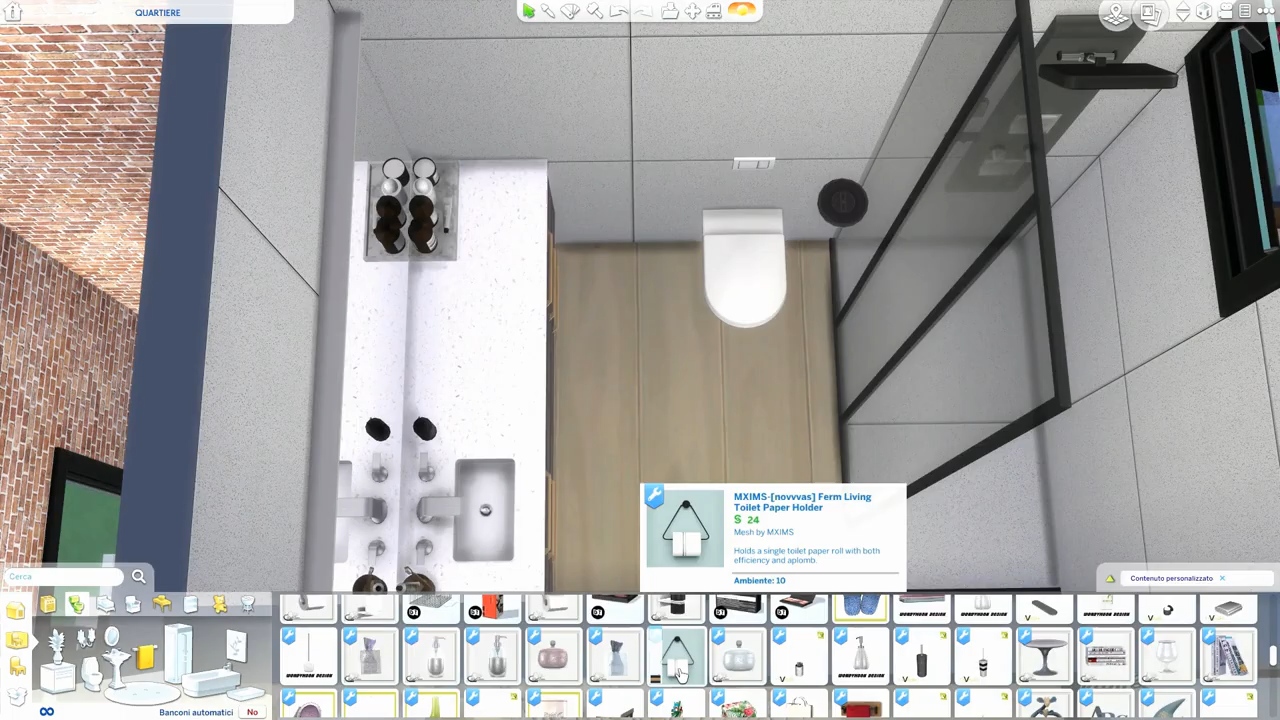 QUARTIERE
MXIMS-[novvvas] Ferm Living
Toilet Paper Holder
$ 24
Mesh by MXIMS
Holds a single toilet paper roll with both
efficiency and aplomb.
Ambiente: 10
Cerca
Contenuto personalizzato
Banconi automatici No